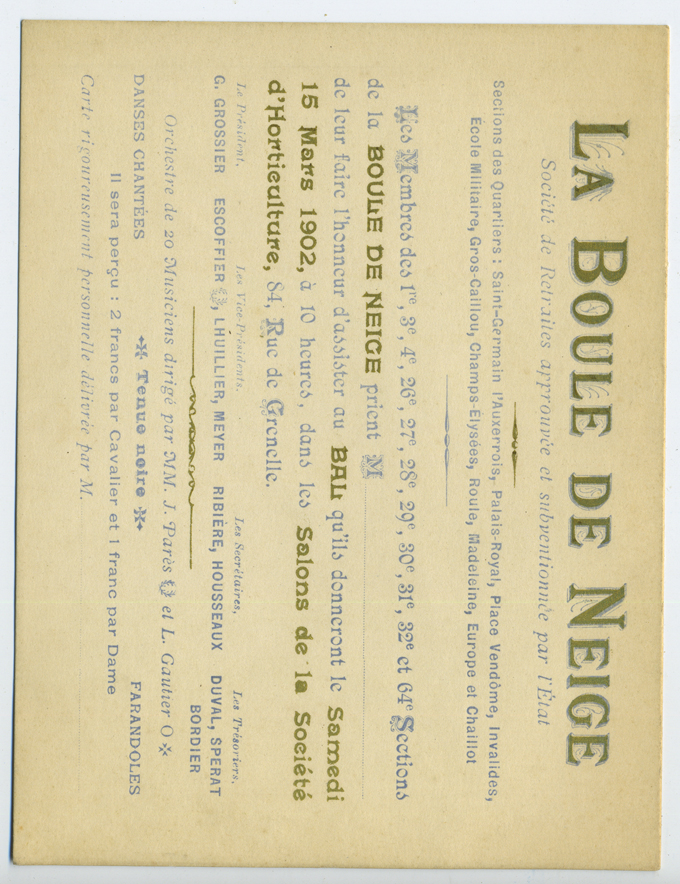 LA BOULE DE NEIGE
Société de Retraites approuvée et subventionnée par l'État
Sections des Quartiers : Saint-Germain l'Auxerrois, Palais-Royal, Place Vendôme, Invalides,
École Militaire, Gros-Caillou, Champs-Élysées, Roule, Madeleine, Europe et Chaillot
Les Membres des 1re, 3e, 4e, 26e, 27e, 28e, 29e, 30e, 31e, 32e et 64e Sections
de la BOULE DE NEIGE prient M
de leur faire l'honneur d'assister au BAL qu'ils donneront le Samedi
15 Mars 1902, à 10 heures, dans les Salons de la Société
d'Horticulture, 84, Rue de Grenelle.
Le Président, Les Vice-Présidents, Les Secrétaires, Les Trésoriers,
G. GROSSIER ESCOFFIER, LHUILLIER, MEYER RIBIÈRE, HOUSSEAUX DUVAL, SPERAT
BORDIER
Orchestre de 20 Musiciens dirigé par MM. J. Parès et L. Gautier O
DANSES CHANTÉES Tenue noire FARANDOLES
Il sera perçu : 2 francs par Cavalier et 1 franc par Dame
Carte rigoureusement personnelle délivrée par M.